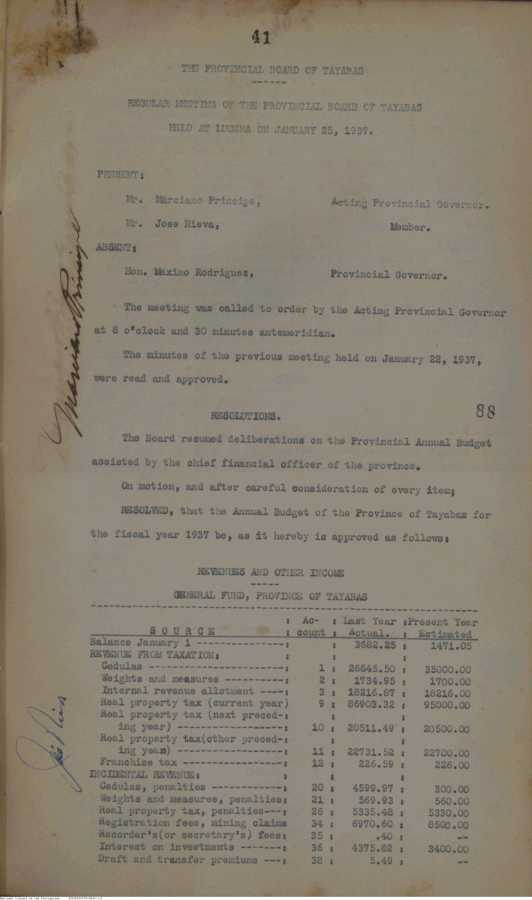 41
THE PROVINCIAL BOARD OF TAYABAS
REGULAR MEETING OF THE PROVINCIAL BOARD OF TAYABAS
HELD AT LUCENA ON JANUARY 25, 1937.
PRESENT:
Mr. Marciano Principe, Acting Provincial Governor.
Mr. Jose Rieva, Member.
ABSENT:
Hon. Maximo Rodriguez, Provincial Governor.
The meeting was called to order by the Acting Provincial Governor
at 8 o'clock and 30 minutes antemeridian.
The minutes of the previous meeting held on January 22, 1937,
were read and approved.
RESOLUTIONS. 88
The Board resumed deliberations on the Provincial Annual Budget
assisted by the chief financial officer of the province.
On motion, and after careful consideration of every item;
RESOLVED, that the Annual Budget of the Province of Tayabas for
the fiscal year 1937 be, as it hereby is approved as follows:
REVENUES AND OTHER INCOME
GENERAL FUND, PROVINCE OF TAYABAS
: Ac- : Last Year :Present Year
S O U R C E : count : Actual. : Estimated
Balance January 1 --------------: : 3682.25 : 1471.05
REVENUE FROM TAXATION: : : :
Cedulas ----------------------: 1 : 26645.50 : 35000.00
Weights and measures ----------: 2 : 1734.95 : 1700.00
Internal revenue allotment ----: 3 : 18216.87 : 18216.00
Real property tax (current year) 9 : 86903.32 : 95000.00
Real property tax (next preced-: : :
ing year) ------------------: 10 : 20511.49 : 20500.00
Real property tax(other preced-: : :
ing year) ------------------: 11 : 22731.52 : 22700.00
Franchise tax -----------------: 12 : 226.59 : 226.00
INCIDENTAL REVENUE: : : :
Cedulas, penalties ------------: 20 : 4599.97 : 300.00
Weights and measures, penalties: 21 : 569.93 : 560.00
Real property tax, penalties---: 26 : 5335.48 : 5330.00
Registration fees, mining claims 34 : 6970.60 : 8500.00
Recorder's(or secretary's) fees: 35 : .40 : --
Interest on investments -------: 36 : 4375.82 : 3400.00
Draft and transfer premiums ---: 38 : 5.49 : --
Marciano Principe